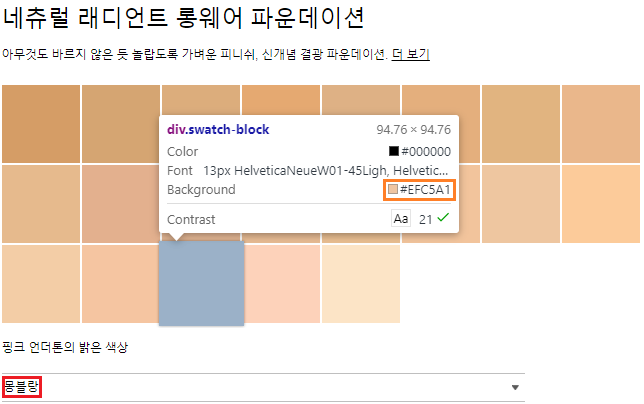 네츄럴 래디언트 롱웨어 파운데이션
아무것도 바르지 않은 듯 놀랍도록 가벼운 피니쉬, 신개념 결광 파운데이션. 더 보기
div.swatch-block 94.76 × 94.76
Color #000000
Font 13px HelveticaNeueW01-45Ligh, Helvetic...
Background #EFC5A1
Contrast Aa 21
핑크 언더톤의 밝은 색상
몽블랑